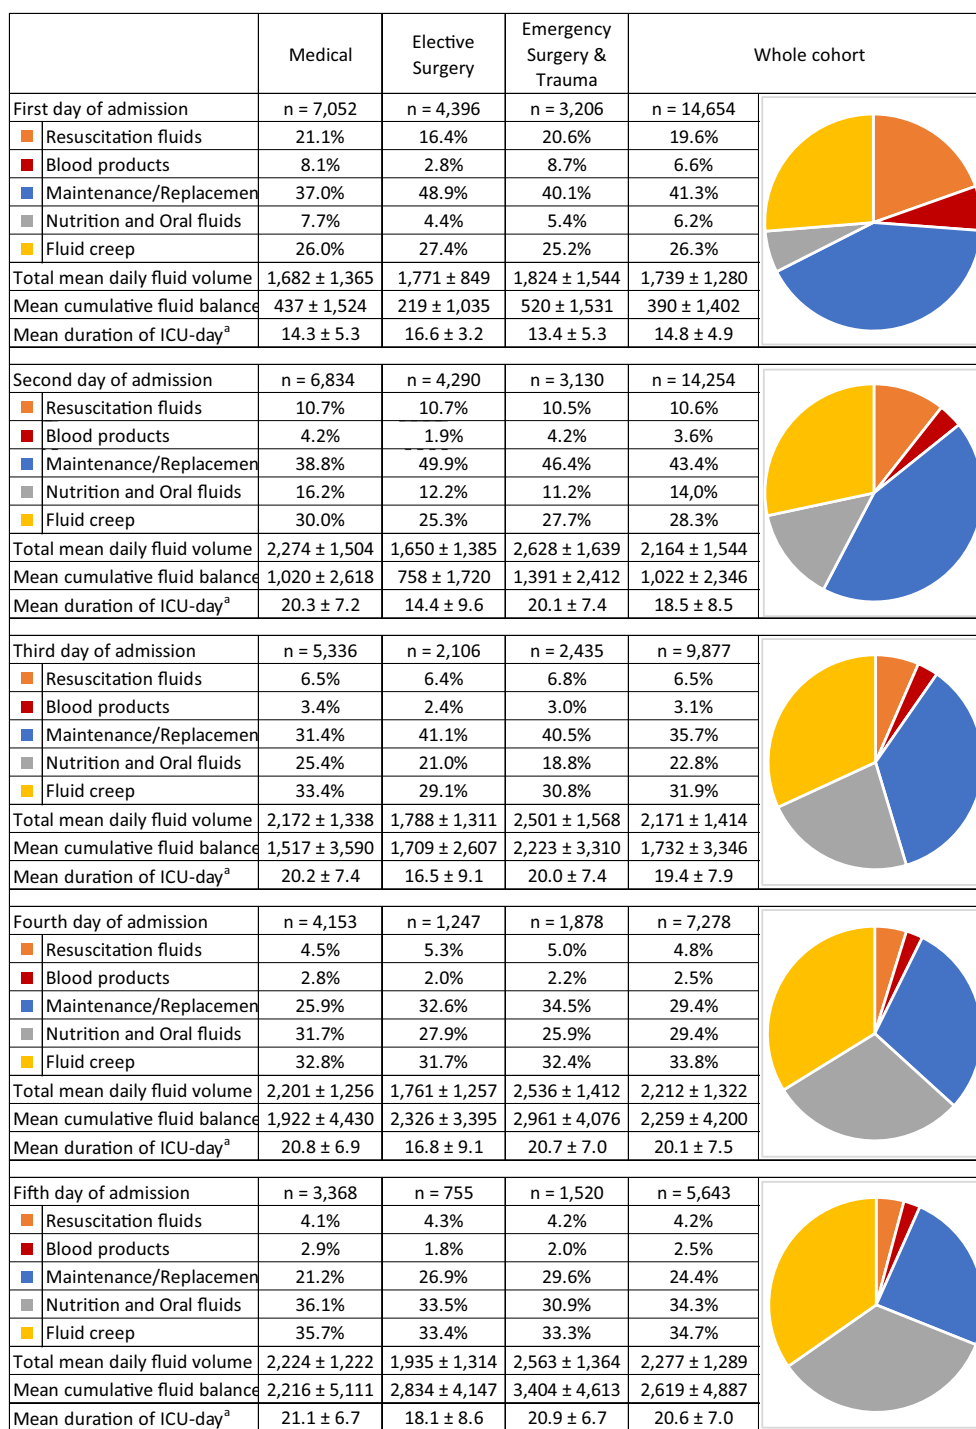 Medical Elective Surgery Emergency Surgery & Trauma Whole cohort
First day of admission n = 7,052 n = 4,396 n = 3,206 n = 14,654
Resuscitation fluids 21.1% 16.4% 20.6% 19.6%
Blood products 8.1% 2.8% 8.7% 6.6%
Maintenance/Replacemen 37.0% 48.9% 40.1% 41.3%
Nutrition and Oral fluids 7.7% 4.4% 5.4% 6.2%
Fluid creep 26.0% 27.4% 25.2% 26.3%
Total mean daily fluid volume 1,682 ± 1,365 1,771 ± 849 1,824 ± 1,544 1,739 ± 1,280
Mean cumulative fluid balance 437 ± 1,524 219 ± 1,035 520 ± 1,531 390 ± 1,402
Mean duration of ICU-dayᵃ 14.3 ± 5.3 16.6 ± 3.2 13.4 ± 5.3 14.8 ± 4.9
Second day of admission n = 6,834 n = 4,290 n = 3,130 n = 14,254
Resuscitation fluids 10.7% 10.7% 10.5% 10.6%
Blood products 4.2% 1.9% 4.2% 3.6%
Maintenance/Replacemen 38.8% 49.9% 46.4% 43.4%
Nutrition and Oral fluids 16.2% 12.2% 11.2% 14,0%
Fluid creep 30.0% 25.3% 27.7% 28.3%
Total mean daily fluid volume 2,274 ± 1,504 1,650 ± 1,385 2,628 ± 1,639 2,164 ± 1,544
Mean cumulative fluid balance 1,020 ± 2,618 758 ± 1,720 1,391 ± 2,412 1,022 ± 2,346
Mean duration of ICU-dayᵃ 20.3 ± 7.2 14.4 ± 9.6 20.1 ± 7.4 18.5 ± 8.5
Third day of admission n = 5,336 n = 2,106 n = 2,435 n = 9,877
Resuscitation fluids 6.5% 6.4% 6.8% 6.5%
Blood products 3.4% 2.4% 3.0% 3.1%
Maintenance/Replacemen 31.4% 41.1% 40.5% 35.7%
Nutrition and Oral fluids 25.4% 21.0% 18.8% 22.8%
Fluid creep 33.4% 29.1% 30.8% 31.9%
Total mean daily fluid volume 2,172 ± 1,338 1,788 ± 1,311 2,501 ± 1,568 2,171 ± 1,414
Mean cumulative fluid balance 1,517 ± 3,590 1,709 ± 2,607 2,223 ± 3,310 1,732 ± 3,346
Mean duration of ICU-dayᵃ 20.2 ± 7.4 16.5 ± 9.1 20.0 ± 7.4 19.4 ± 7.9
Fourth day of admission n = 4,153 n = 1,247 n = 1,878 n = 7,278
Resuscitation fluids 4.5% 5.3% 5.0% 4.8%
Blood products 2.8% 2.0% 2.2% 2.5%
Maintenance/Replacemen 25.9% 32.6% 34.5% 29.4%
Nutrition and Oral fluids 31.7% 27.9% 25.9% 29.4%
Fluid creep 32.8% 31.7% 32.4% 33.8%
Total mean daily fluid volume 2,201 ± 1,256 1,761 ± 1,257 2,536 ± 1,412 2,212 ± 1,322
Mean cumulative fluid balance 1,922 ± 4,430 2,326 ± 3,395 2,961 ± 4,076 2,259 ± 4,200
Mean duration of ICU-dayᵃ 20.8 ± 6.9 16.8 ± 9.1 20.7 ± 7.0 20.1 ± 7.5
Fifth day of admission n = 3,368 n = 755 n = 1,520 n = 5,643
Resuscitation fluids 4.1% 4.3% 4.2% 4.2%
Blood products 2.9% 1.8% 2.0% 2.5%
Maintenance/Replacemen 21.2% 26.9% 29.6% 24.4%
Nutrition and Oral fluids 36.1% 33.5% 30.9% 34.3%
Fluid creep 35.7% 33.4% 33.3% 34.7%
Total mean daily fluid volume 2,224 ± 1,222 1,935 ± 1,314 2,563 ± 1,364 2,277 ± 1,289
Mean cumulative fluid balance 2,216 ± 5,111 2,834 ± 4,147 3,404 ± 4,613 2,619 ± 4,887
Mean duration of ICU-dayᵃ 21.1 ± 6.7 18.1 ± 8.6 20.9 ± 6.7 20.6 ± 7.0